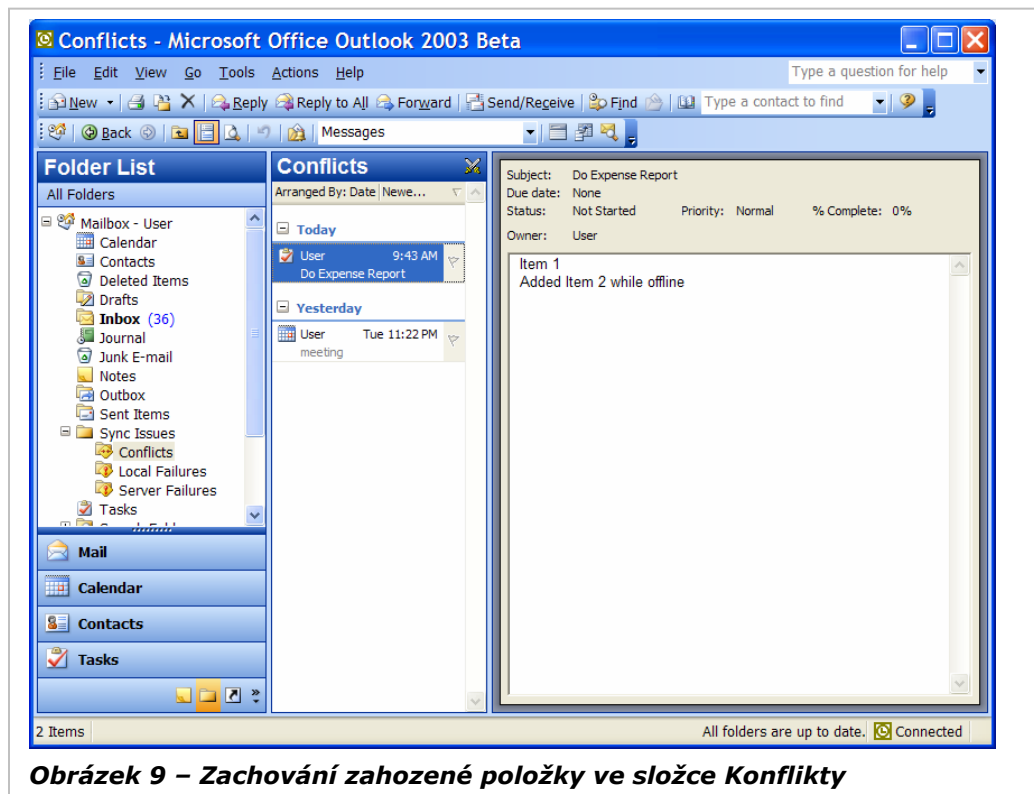 Conflicts - Microsoft Office Outlook 2003 Beta
File Edit View Go Tools Actions Help
Type a question for help
New Reply Reply to All Forward Send/Receive Find Type a contact to find
Back Messages
Folder List
All Folders
Mailbox - User
Calendar
Contacts
Deleted Items
Drafts
Inbox (36)
Journal
Junk E-mail
Notes
Outbox
Sent Items
Sync Issues
Conflicts
Local Failures
Server Failures
Tasks
Mail
Calendar
Contacts
Tasks
Conflicts
Arranged By: Date Newe...
Today
User 9:43 AM
Do Expense Report
Yesterday
User Tue 11:22 PM
meeting
Subject: Do Expense Report
Due date: None
Status: Not Started Priority: Normal % Complete: 0%
Owner: User
Item 1
Added Item 2 while offline
2 Items
All folders are up to date. Connected
Obrázek 9 – Zachování zahozené položky ve složce Konflikty